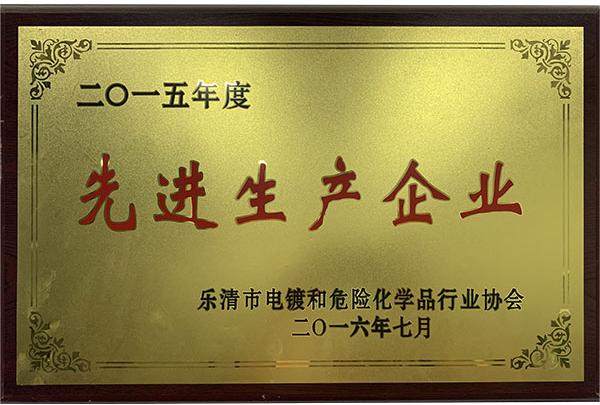 二〇一五年度
先进生产企业
乐清市电镀和危险化学品行业协会
二〇一六年七月